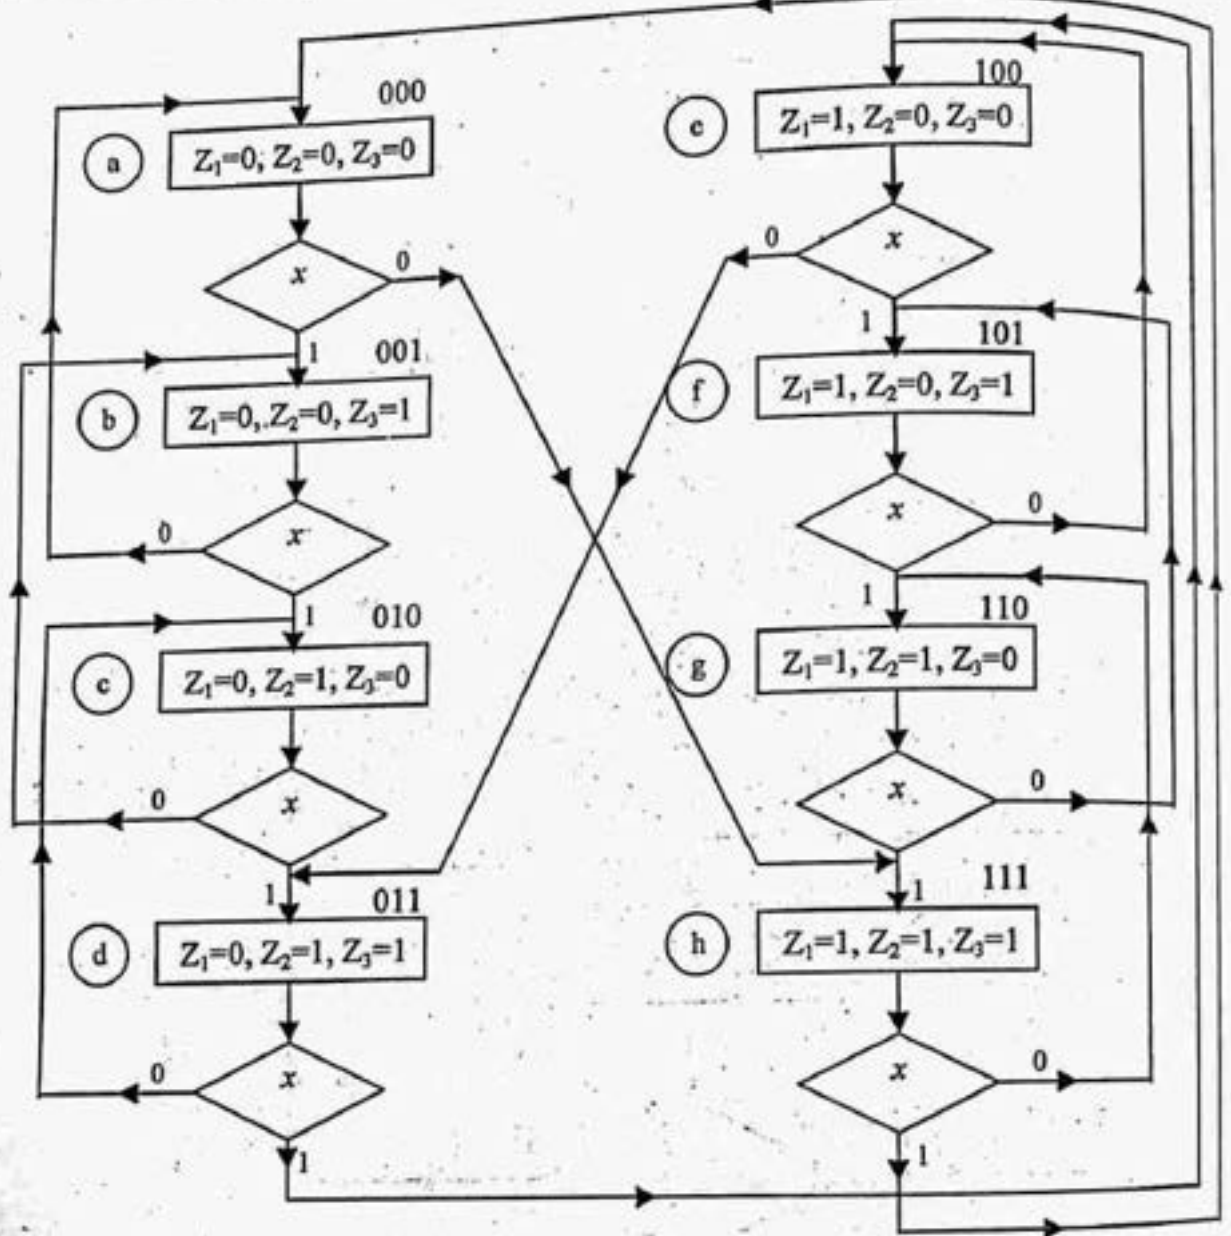 000
a
Z₁=0, Z₂=0, Z₃=0
x
0
1
001
b
Z₁=0, Z₂=0, Z₃=1
x
0
1
010
c
Z₁=0, Z₂=1, Z₃=0
x
0
1
011
d
Z₁=0, Z₂=1, Z₃=1
x
0
1
100
e
Z₁=1, Z₂=0, Z₃=0
x
0
1
101
f
Z₁=1, Z₂=0, Z₃=1
x
0
1
110
g
Z₁=1, Z₂=1, Z₃=0
x
0
1
111
h
Z₁=1, Z₂=1, Z₃=1
x
0
1